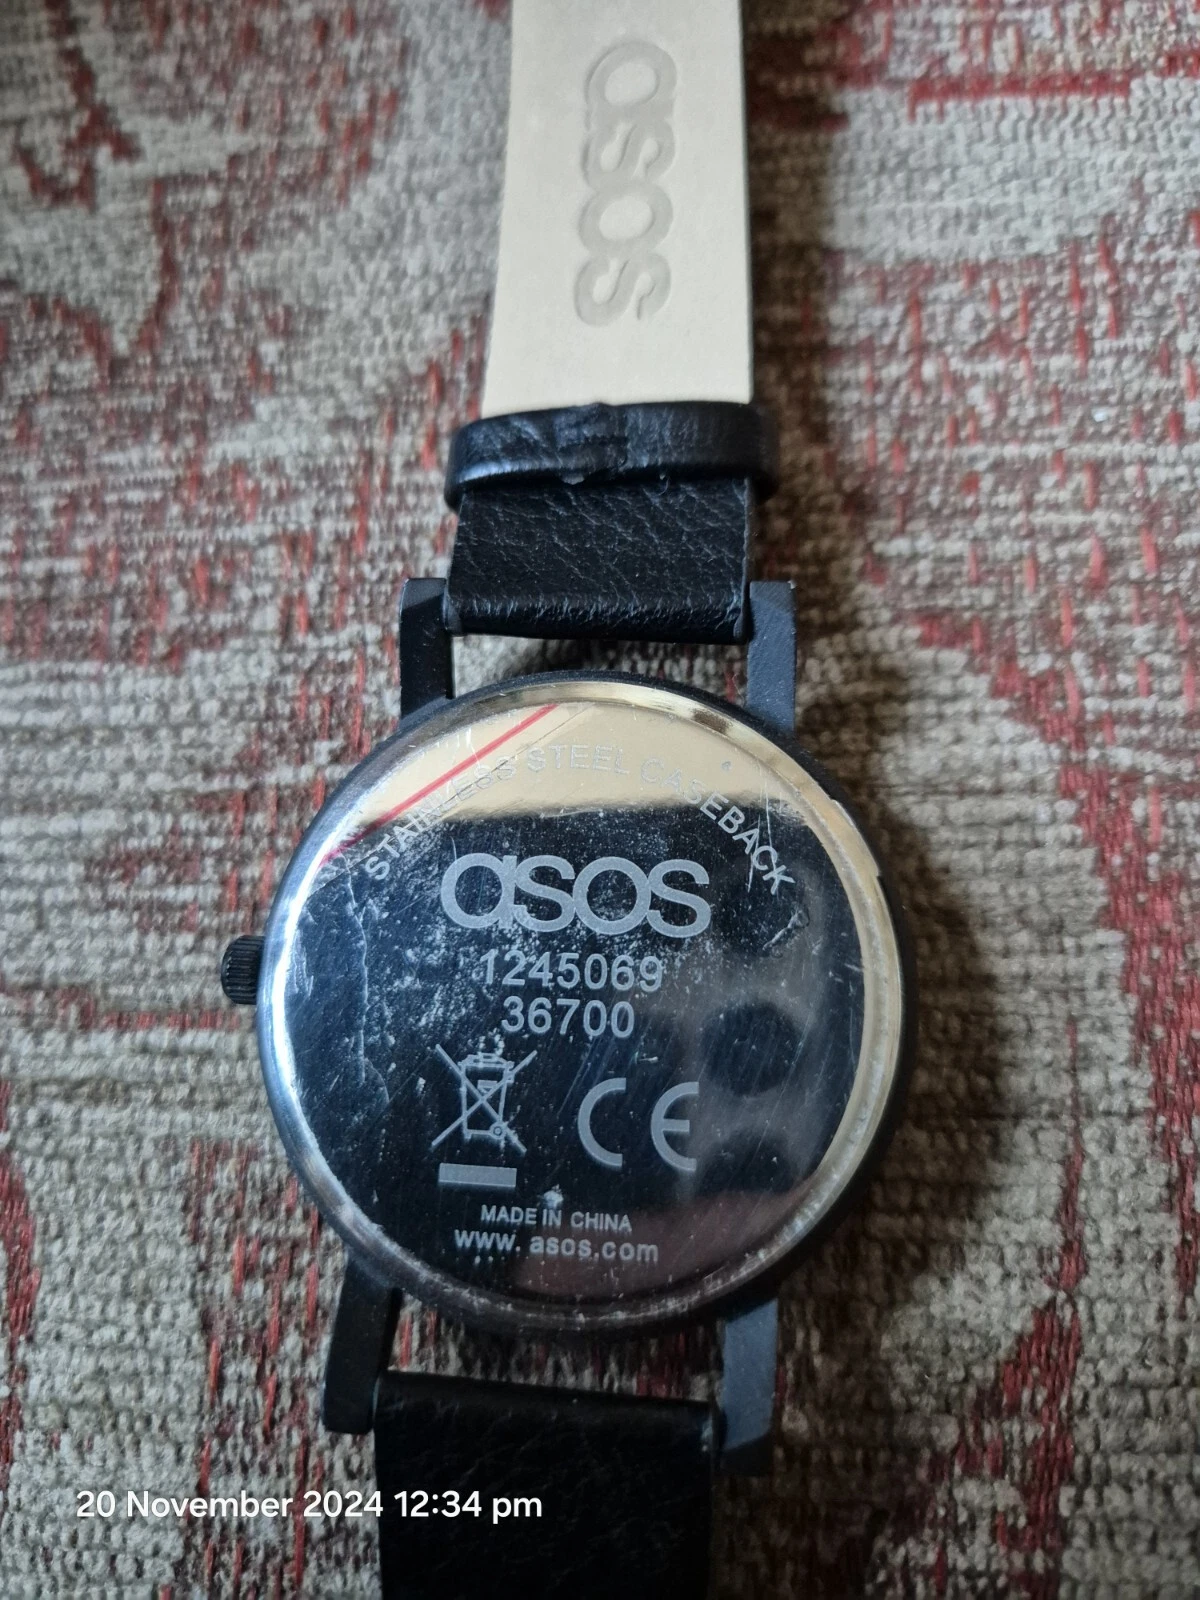 asos
STAINLESS STEEL CASEBACK
asos
1245069
36700
CE
MADE IN CHINA
www.asos.com
20 November 2024 12:34 pm